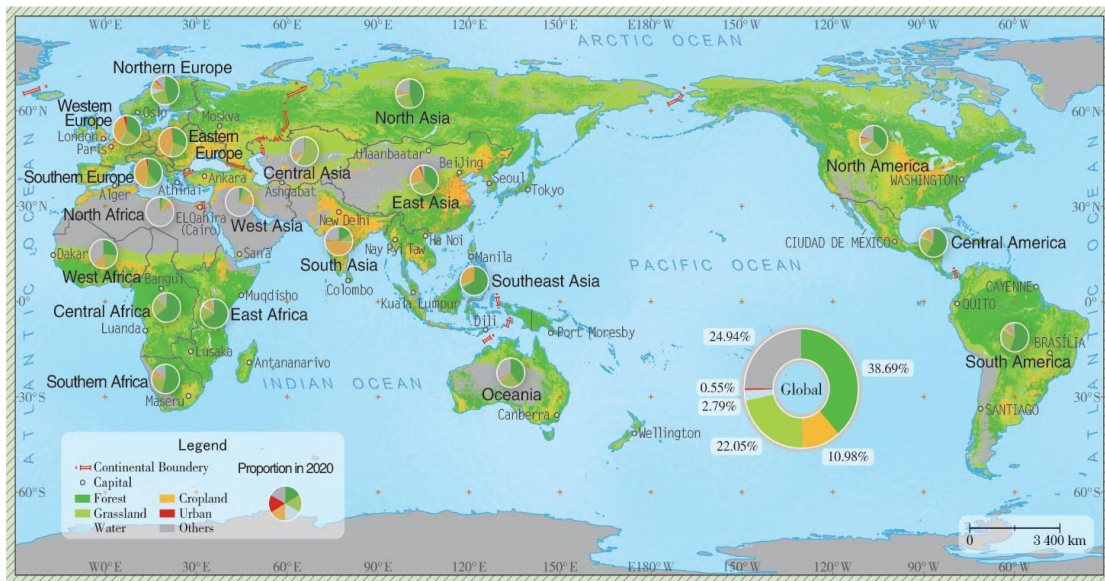 W0°E
30°E
60°E
90°E
120°E
150°E
E180°W
150°W
120°W
90°W
60°W
ARCTIC OCEAN
Northern Europe
Oslo
Western
Europe
60°N
Moskva
London
Paris
Eastern
Europe
North Asia
Ulaanbaatar
Beijing
Central Asia
Southern Europe
Ankara
Athinai
Ashgabat
Seoul
Tokyo
East Asia
Alger
30°N
North Africa
ELQahira
(Cairo)
West Asia
New Delhi
North America
WASHINGTON
60°N
30°N
Dakar
San'a
South Asia
Nay Pyi Taw
Ha Noi
Manila
CIUDAD DE MEXICO
Central America
West Africa
Bangui
Colombo
Southeast Asia
PACIFIC OCEAN
Muqdisho
Kuala Lumpur
CAYENNE
QUITO
0°
0°
Central Africa
East Africa
Luanda
Dili
Port Moresby
Lusaka
Antananarivo
BRASILIA
South America
Southern Africa
INDIAN OCEAN
Oceania
Maseru
Canberra
Wellington
SANTIAGO
30°S
30°S
ATLANTIC OCEAN
ATLANTIC OCEAN
24.94%
38.69%
0.55%
Global
2.79%
22.05%
10.98%
Legend
Continental Boundary
Proportion in 2020
Capital
Forest
Cropland
Grassland
Urban
Water
Others
60°S
60°S
0
3 400 km
W0°E
30°E
60°E
90°E
120°E
150°E
E180°W
150°W
120°W
90°W
60°W